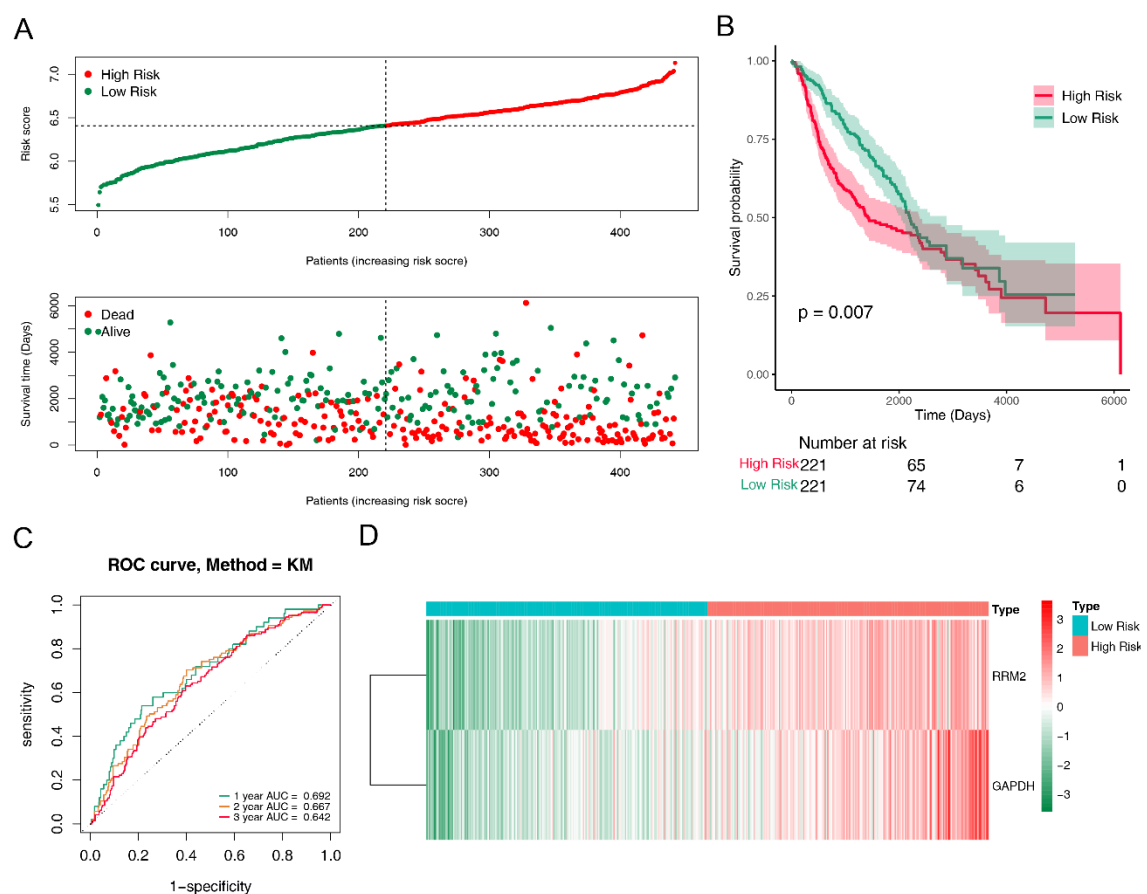 A
High Risk
Low Risk
Risk score
7.0
6.5
6.0
5.5
0 100 200 300 400
Patients (increasing risk socre)
Dead
Alive
Survival time (Days)
6000
4000
2000
0
0 100 200 300 400
Patients (increasing risk socre)
B
High Risk
Low Risk
Survival probability
1.00
0.75
0.50
0.25
0.00
p = 0.007
0 2000 4000 6000
Time (Days)
Number at risk
High Risk 221 65 7 1
Low Risk 221 74 6 0
C
ROC curve, Method = KM
sensitivity
1.0
0.8
0.6
0.4
0.2
0.0
1 year AUC = 0.692
2 year AUC = 0.667
3 year AUC = 0.642
0.0 0.2 0.4 0.6 0.8 1.0
1-specificity
D
Type
RRM2
GAPDH
3
2
1
0
−1
−2
−3
Type
Low Risk
High Risk